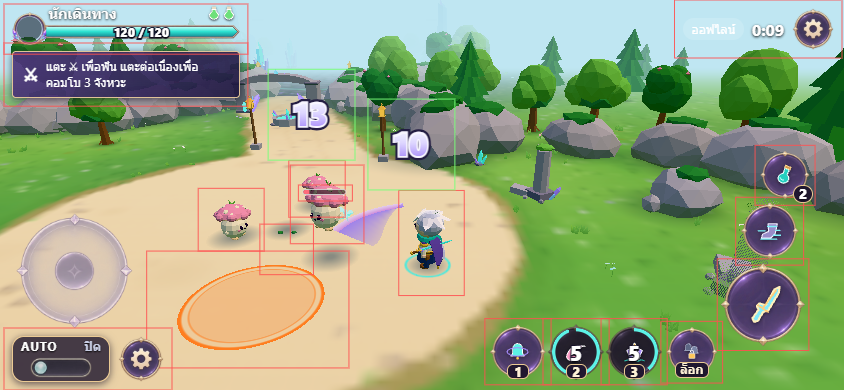 นักเดินทาง
120 / 120
แตะ เพื่อฟัน แตะต่อเนื่องเพื่อ
คอมโบ 3 จังหวะ
ออฟไลน์
0:09
13
10
2
AUTO ปิด
1
5
2
5
3
ล็อก